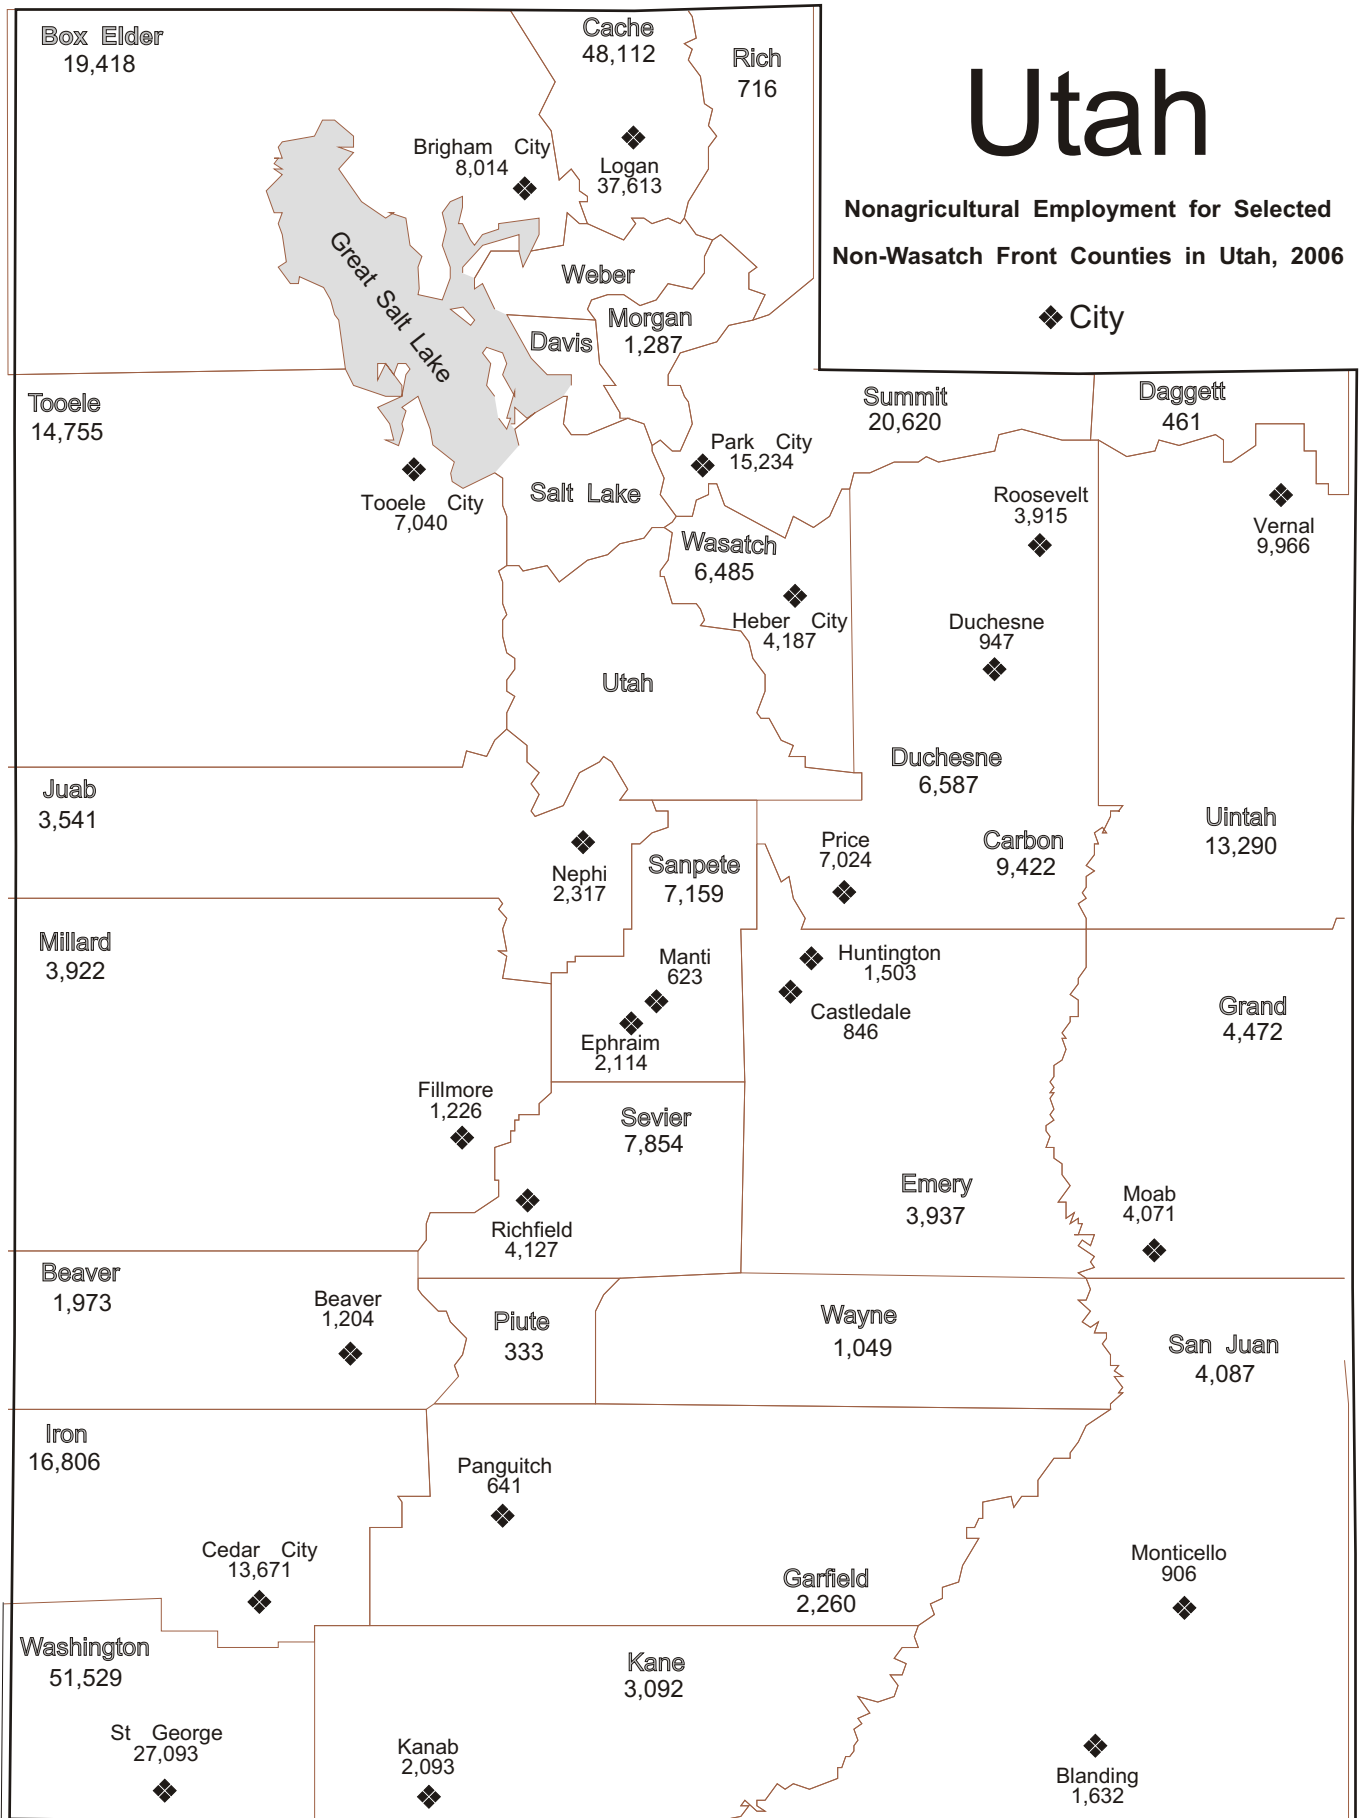 Utah
Nonagricultural Employment for Selected
Non-Wasatch Front Counties in Utah, 2006
City
Box Elder
19,418
Cache
48,112
Rich
716
Brigham City
8,014
Logan
37,613
Great Salt Lake
Weber
Morgan
1,287
Davis
Tooele
14,755
Summit
20,620
Daggett
461
Park City
15,234
Tooele City
7,040
Salt Lake
Roosevelt
3,915
Vernal
9,966
Wasatch
6,485
Heber City
4,187
Duchesne
947
Utah
Duchesne
6,587
Juab
3,541
Uintah
13,290
Nephi
2,317
Sanpete
7,159
Price
7,024
Carbon
9,422
Millard
3,922
Manti
623
Huntington
1,503
Castledale
846
Grand
4,472
Ephraim
2,114
Fillmore
1,226
Sevier
7,854
Emery
3,937
Moab
4,071
Richfield
4,127
Beaver
1,973
Beaver
1,204
Piute
333
Wayne
1,049
San Juan
4,087
Iron
16,806
Panguitch
641
Cedar City
13,671
Garfield
2,260
Monticello
906
Washington
51,529
Kane
3,092
St George
27,093
Kanab
2,093
Blanding
1,632